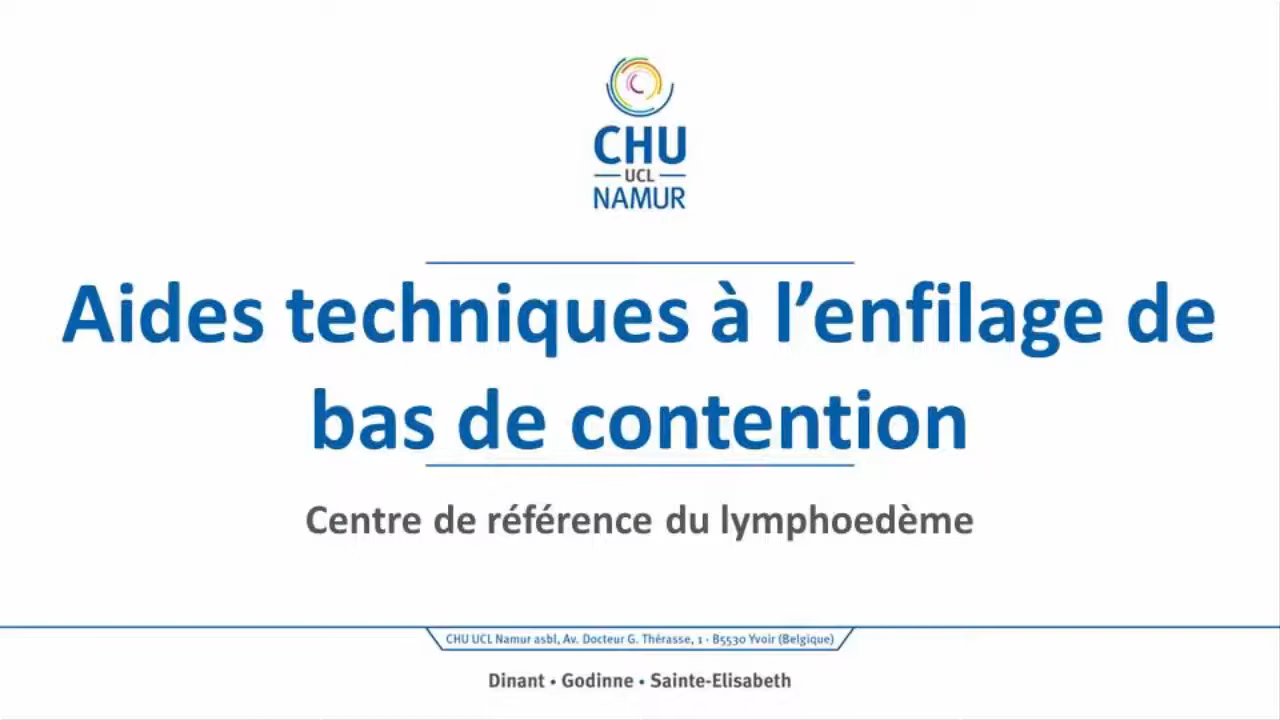 CHU
UCL
NAMUR
Aides techniques à l’enfilage de
bas de contention
Centre de référence du lymphoedème
CHU UCL Namur asbl, Av. Docteur G. Thérasse, 1 - B5530 Yvoir (Belgique)
Dinant • Godinne • Sainte-Elisabeth